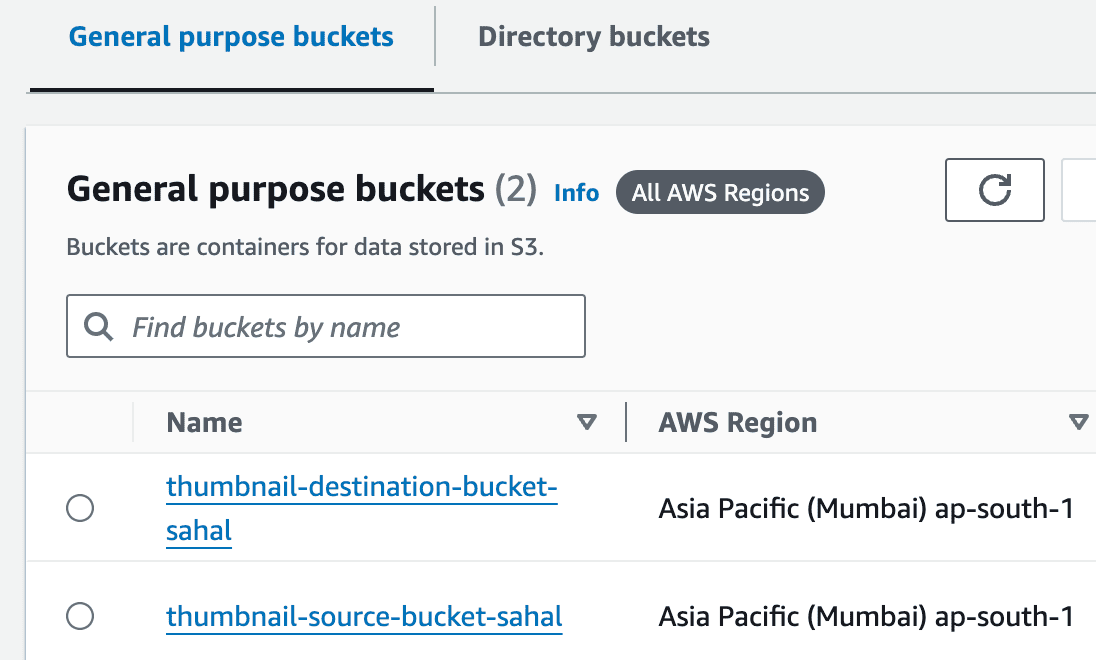 General purpose buckets
Directory buckets
General purpose buckets (2) Info All AWS Regions
Buckets are containers for data stored in S3.
Find buckets by name
Name AWS Region
thumbnail-destination-bucket-
sahal
Asia Pacific (Mumbai) ap-south-1
thumbnail-source-bucket-sahal
Asia Pacific (Mumbai) ap-south-1